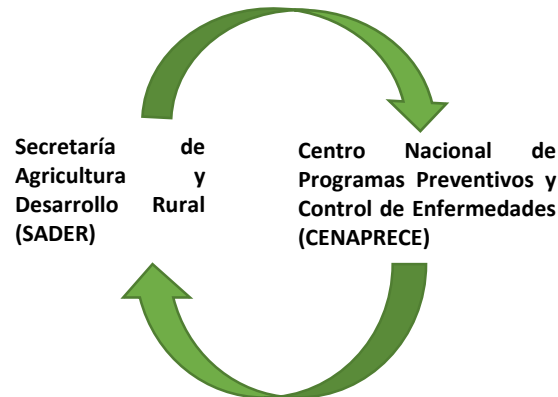 Secretaría de
Agricultura y
Desarrollo Rural
(SADER)
Centro Nacional de
Programas Preventivos y
Control de Enfermedades
(CENAPRECE)